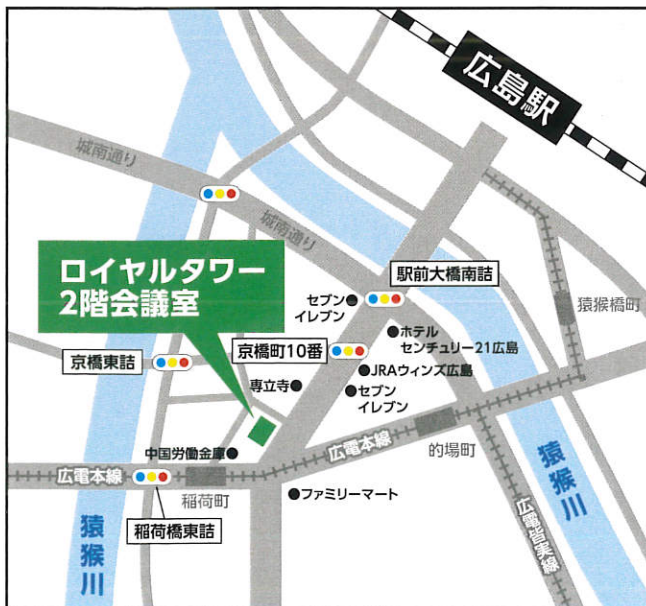 広島駅
城南通り
城南通り
ロイヤルタワー
2階会議室
駅前大橋南詰
セブン
イレブン
猿猴橋町
ホテル
センチュリー21広島
京橋町10番
京橋東詰
JRAウィンズ広島
専立寺
セブン
イレブン
的場町
中国労働金庫
広電本線
広電本線
稲荷町
ファミリーマート
稲荷橋東詰
猿猴川
猿猴川
広電皆実線